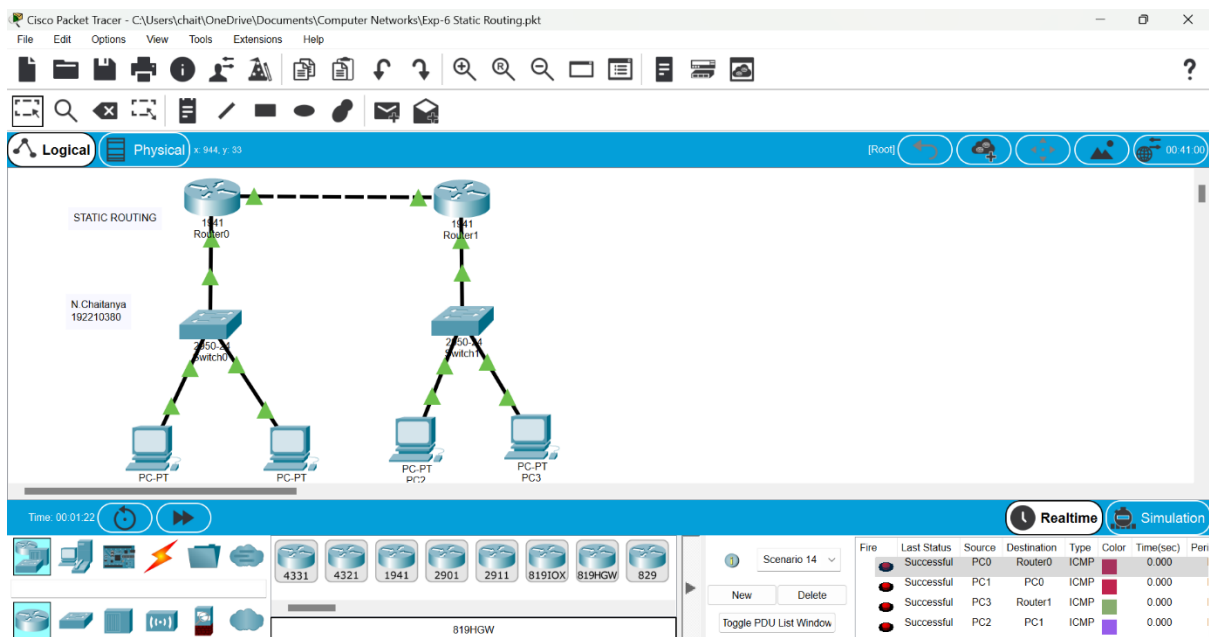 Cisco Packet Tracer - C:\Users\chait\OneDrive\Documents\Computer Networks\Exp-6 Static Routing.pkt
File Edit Options View Tools Extensions Help
?
Logical Physical x: 944, y: 33 [Root] 00:41:00
STATIC ROUTING
1941
Router0
1941
Router1
N.Chaitanya
192210380
2950-24
Switch0
2950-24
Switch1
PC-PT
PC-PT
PC-PT
PC2
PC-PT
PC3
Time: 00:01:22 Realtime Simulation
4331 4321 1941 2901 2911 819IOX 819HGW 829
819HGW
Scenario 14
New Delete
Toggle PDU List Window
Fire Last Status Source Destination Type Color Time(sec) Peri
Successful PC0 Router0 ICMP 0.000
Successful PC1 PC0 ICMP 0.000
Successful PC3 Router1 ICMP 0.000
Successful PC2 PC1 ICMP 0.000